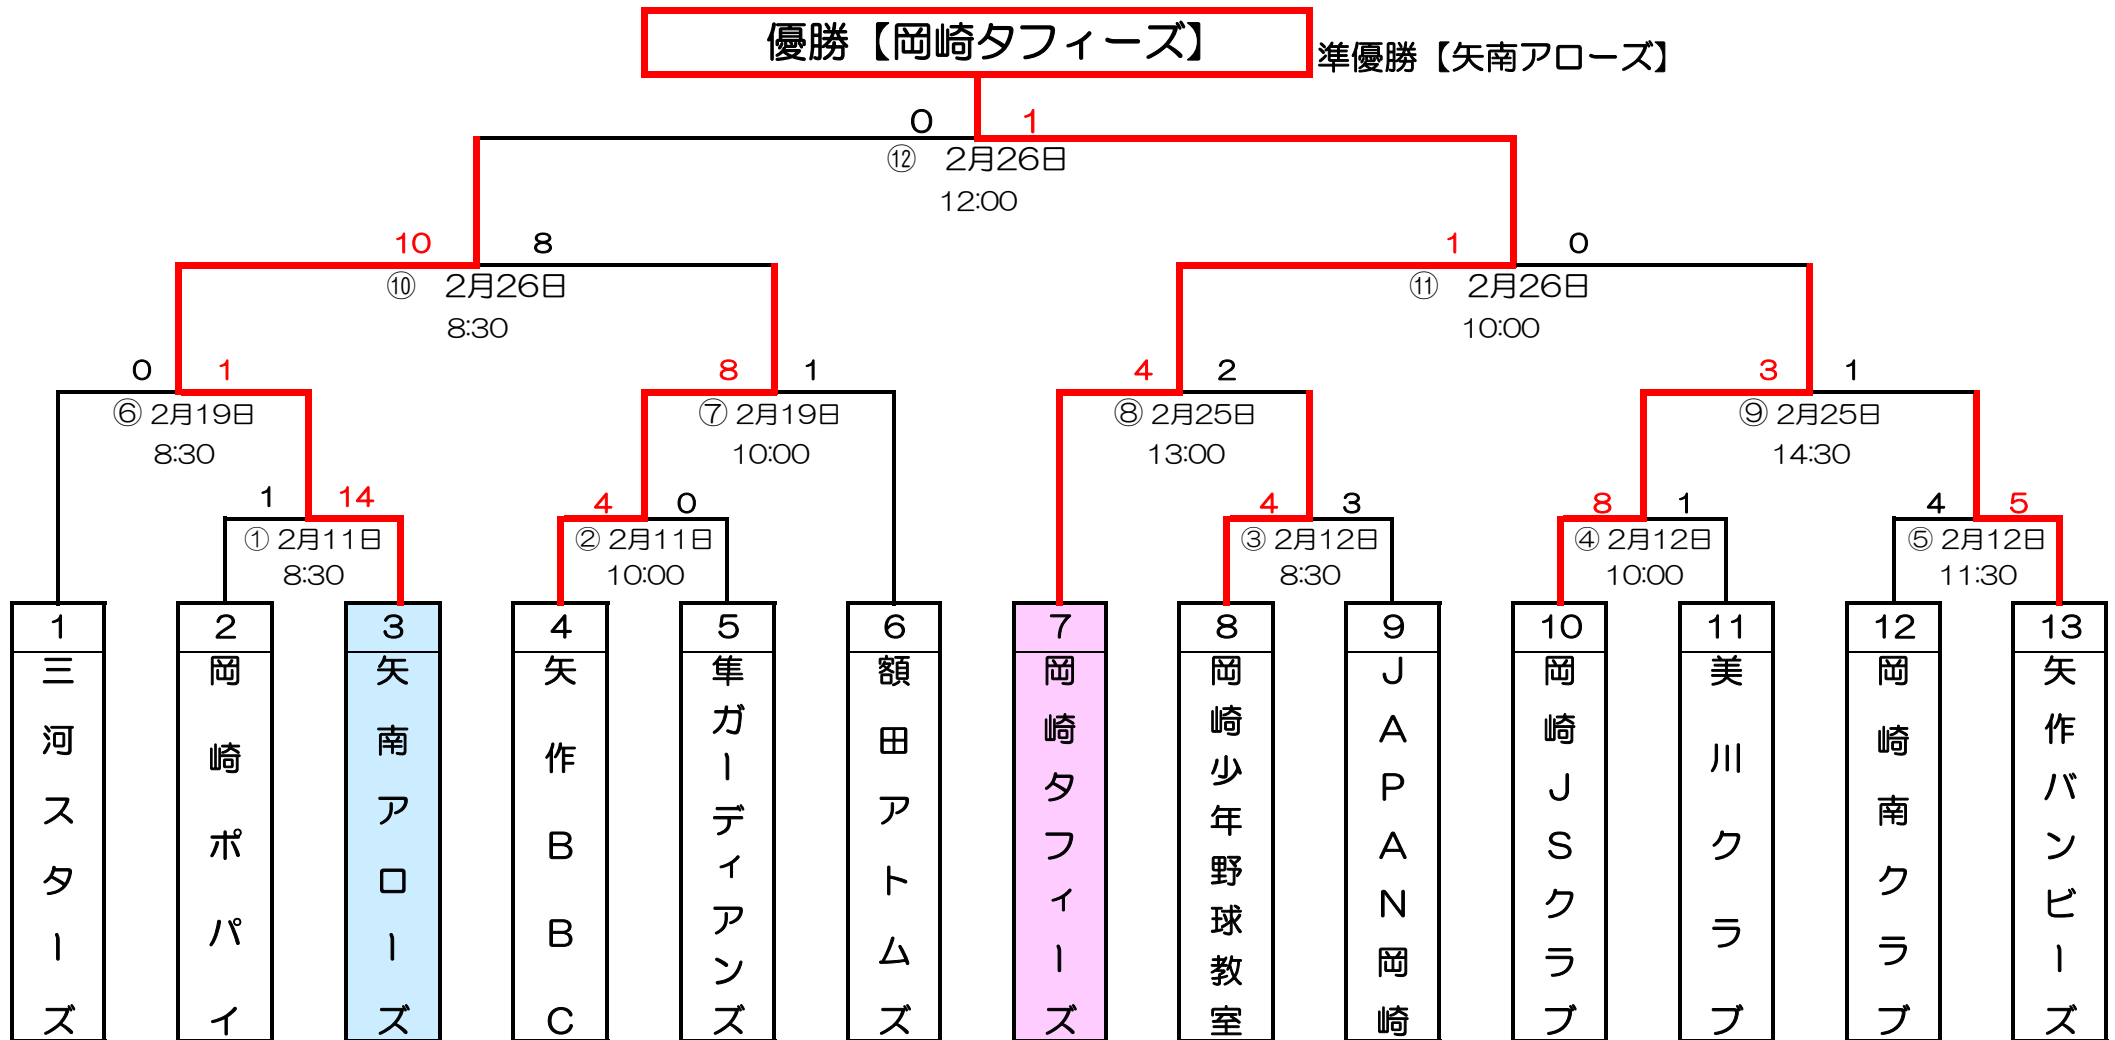 優勝【岡崎タフィーズ】
準優勝【矢南アローズ】
0 1
⑫ 2月26日
12:00
10 8
⑩ 2月26日
8:30
1 0
⑪ 2月26日
10:00
0 1
⑥ 2月19日
8:30
8 1
⑦ 2月19日
10:00
4 2
⑧ 2月25日
13:00
3 1
⑨ 2月25日
14:30
1 14
① 2月11日
8:30
4 0
② 2月11日
10:00
4 3
③ 2月12日
8:30
8 1
④ 2月12日
10:00
4 5
⑤ 2月12日
11:30
1
三河スターズ
2
岡崎ポパイ
3
矢南アローズ
4
矢作BBC
5
隼ガーディアンズ
6
額田アトムズ
7
岡崎タフィーズ
8
岡崎少年野球教室
9
JAPAN岡崎
10
岡崎JSクラブ
11
美川クラブ
12
岡崎南クラブ
13
矢作バンビーズ